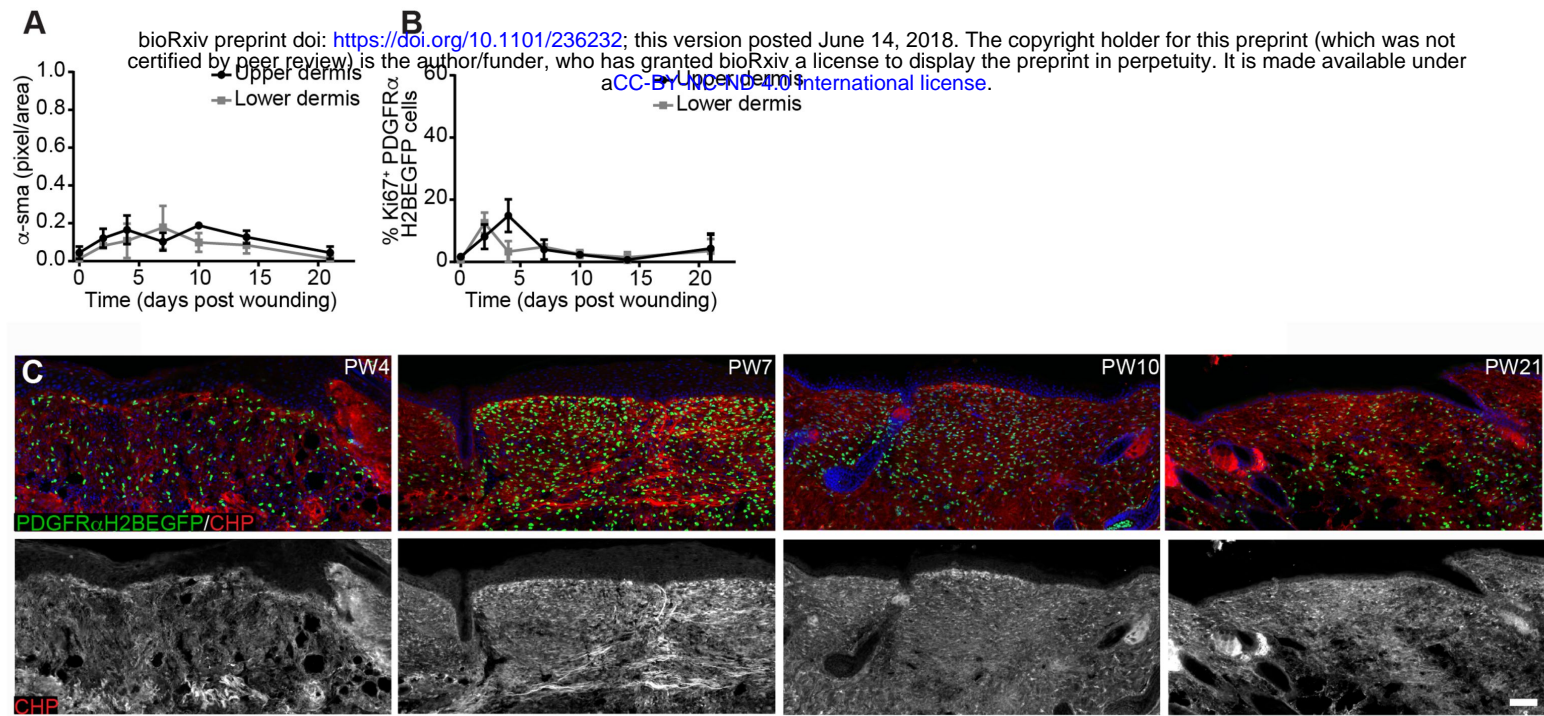 A
B
bioRxiv preprint doi: https://doi.org/10.1101/236232; this version posted June 14, 2018. The copyright holder for this preprint (which was not
certified by peer review) is the author/funder, who has granted bioRxiv a license to display the preprint in perpetuity. It is made available under
aCC-BY-NC-ND 4.0 International license.
α-sma (pixel/area)
1.0
0.8
0.6
0.4
0.2
0.0
0 5 10 15 20
Time (days post wounding)
Upper dermis
Lower dermis
% Ki67⁺ PDGFRα
H2BEGFP cells
60
40
20
0
0 5 10 15 20
Time (days post wounding)
Upper dermis
Lower dermis
C
PW4
PW7
PW10
PW21
PDGFRαH2BEGFP/CHP
CHP